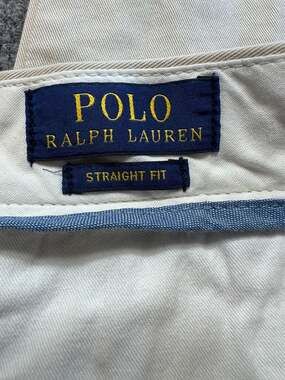 POLO
RALPH LAUREN
STRAIGHT FIT